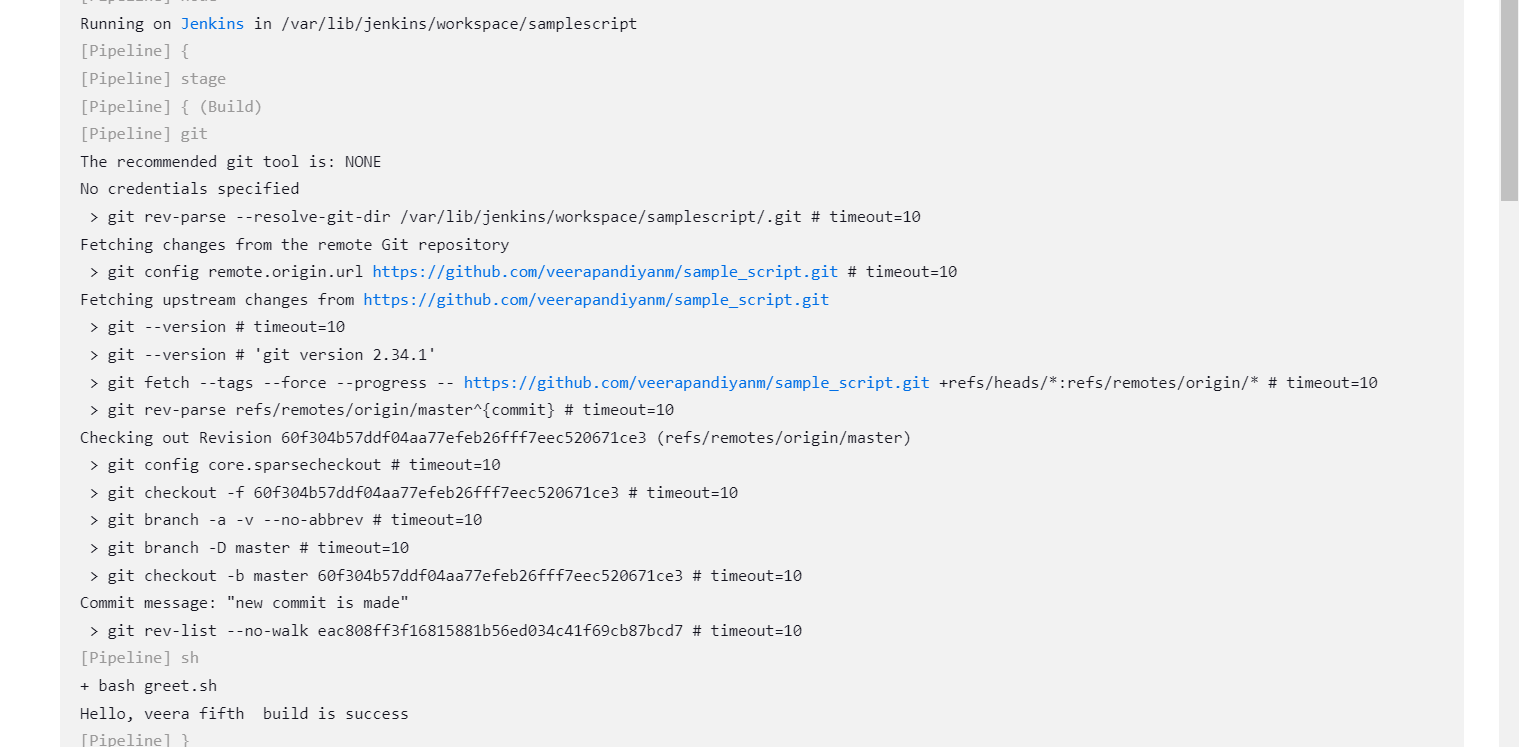 [Pipeline] node
Running on Jenkins in /var/lib/jenkins/workspace/samplescript
[Pipeline] {
[Pipeline] stage
[Pipeline] { (Build)
[Pipeline] git
The recommended git tool is: NONE
No credentials specified
 > git rev-parse --resolve-git-dir /var/lib/jenkins/workspace/samplescript/.git # timeout=10
Fetching changes from the remote Git repository
 > git config remote.origin.url https://github.com/veerapandiyanm/sample_script.git # timeout=10
Fetching upstream changes from https://github.com/veerapandiyanm/sample_script.git
 > git --version # timeout=10
 > git --version # 'git version 2.34.1'
 > git fetch --tags --force --progress -- https://github.com/veerapandiyanm/sample_script.git +refs/heads/*:refs/remotes/origin/* # timeout=10
 > git rev-parse refs/remotes/origin/master^{commit} # timeout=10
Checking out Revision 60f304b57ddf04aa77efeb26fff7eec520671ce3 (refs/remotes/origin/master)
 > git config core.sparsecheckout # timeout=10
 > git checkout -f 60f304b57ddf04aa77efeb26fff7eec520671ce3 # timeout=10
 > git branch -a -v --no-abbrev # timeout=10
 > git branch -D master # timeout=10
 > git checkout -b master 60f304b57ddf04aa77efeb26fff7eec520671ce3 # timeout=10
Commit message: "new commit is made"
 > git rev-list --no-walk eac808ff3f16815881b56ed034c41f69cb87bcd7 # timeout=10
[Pipeline] sh
+ bash greet.sh
Hello, veera fifth  build is success
[Pipeline] }